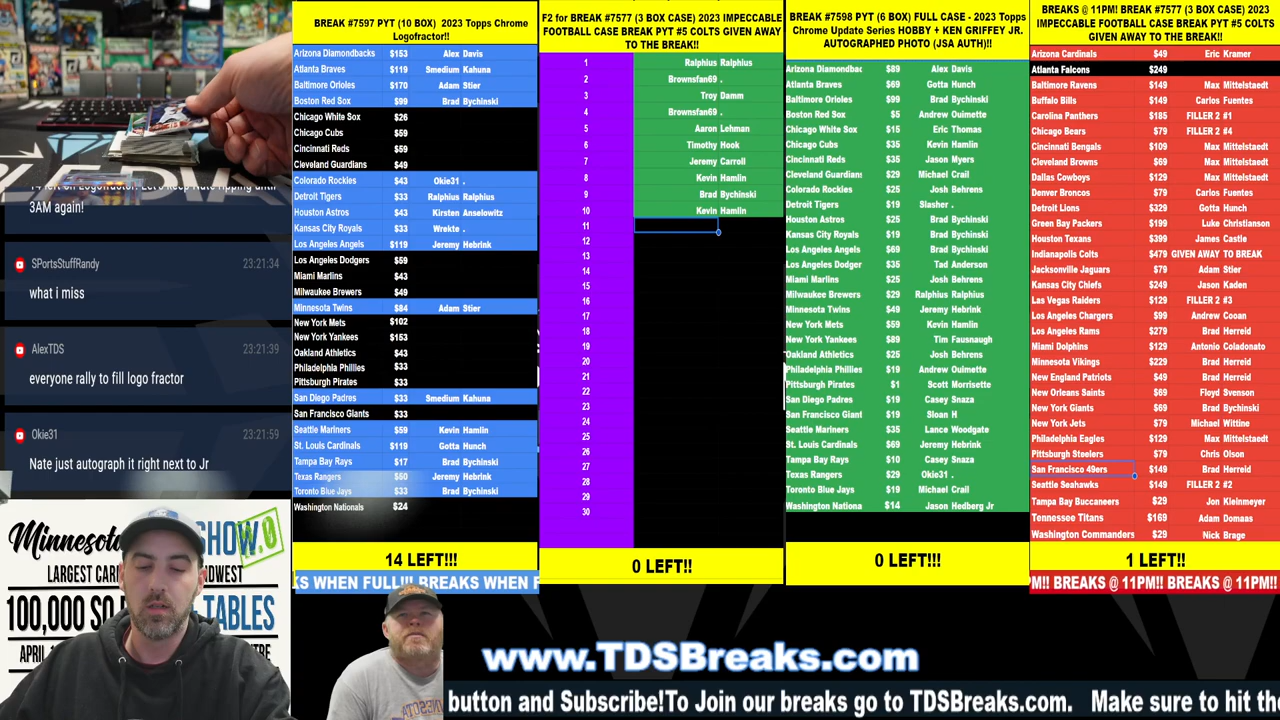 3AM again!
SPortsStuffRandy 23:21:34
what i miss
AlexTDS 23:21:39
everyone rally to fill logo fractor
Okie31 23:21:59
Nate just autograph it right next to Jr
Minnesota SHOW
LARGEST
100,000 SQ TABLES
APRIL
BREAK #7597 PYT (10 BOX) 2023 Topps Chrome
Logofractor!!
Arizona Diamondbacks $153 Alex Davis
Atlanta Braves $119 Smedium Kahuna
Baltimore Orioles $170 Adam Stier
Boston Red Sox $99 Brad Bychinski
Chicago White Sox $26
Chicago Cubs $59
Cincinnati Reds $59
Cleveland Guardians $49
Colorado Rockies $43 Okie31 .
Detroit Tigers $33 Ralphius Ralphius
Houston Astros $43 Kirsten Anselowitz
Kansas City Royals $33 Wrekte .
Los Angeles Angels $119 Jeremy Hebrink
Los Angeles Dodgers $59
Miami Marlins $43
Milwaukee Brewers $49
Minnesota Twins $84 Adam Stier
New York Mets $102
New York Yankees $153
Oakland Athletics $43
Philadelphia Phillies $33
Pittsburgh Pirates $33
San Diego Padres $33 Smedium Kahuna
San Francisco Giants $33
Seattle Mariners $59 Kevin Hamlin
St. Louis Cardinals $119 Gotta Hunch
Tampa Bay Rays $17 Brad Bychinski
Texas Rangers $50 Jeremy Hebrink
Toronto Blue Jays $33 Brad Bychinski
Washington Nationals $24
14 LEFT!!!
KS WHEN FULL!!! BREAKS WHEN F
F2 for BREAK #7577 (3 BOX CASE) 2023 IMPECCABLE
FOOTBALL CASE BREAK PYT #5 COLTS GIVEN AWAY
TO THE BREAK!!
1 Ralphius Ralphius
2 Brownsfan69 .
3 Troy Damm
4 Brownsfan69 .
5 Aaron Lehman
6 Timothy Hook
7 Jeremy Carroll
8 Kevin Hamlin
9 Brad Bychinski
10 Kevin Hamlin
11
12
13
14
15
16
17
18
19
20
21
22
23
24
25
26
27
28
29
30
0 LEFT!!
BREAK #7598 PYT (6 BOX) FULL CASE - 2023 Topps
Chrome Update Series HOBBY + KEN GRIFFEY JR.
AUTOGRAPHED PHOTO (JSA AUTH)!!
Arizona Diamondbac $89 Alex Davis
Atlanta Braves $69 Gotta Hunch
Baltimore Orioles $99 Brad Bychinski
Boston Red Sox $5 Andrew Ouimette
Chicago White Sox $15 Eric Thomas
Chicago Cubs $35 Kevin Hamlin
Cincinnati Reds $35 Jason Myers
Cleveland Guardians $29 Michael Crail
Colorado Rockies $25 Josh Behrens
Detroit Tigers $19 Slasher .
Houston Astros $25 Brad Bychinski
Kansas City Royals $19 Brad Bychinski
Los Angeles Angels $69 Brad Bychinski
Los Angeles Dodger $35 Tad Anderson
Miami Marlins $25 Josh Behrens
Milwaukee Brewers $29 Ralphius Ralphius
Minnesota Twins $49 Jeremy Hebrink
New York Mets $59 Kevin Hamlin
New York Yankees $89 Tim Fausnaugh
Oakland Athletics $25 Josh Behrens
Philadelphia Phillies $19 Andrew Ouimette
Pittsburgh Pirates $1 Scott Morrisette
San Diego Padres $19 Casey Snaza
San Francisco Giant $19 Sloan H
Seattle Mariners $35 Lance Woodgate
St. Louis Cardinals $69 Jeremy Hebrink
Tampa Bay Rays $10 Casey Snaza
Texas Rangers $29 Okie31 .
Toronto Blue Jays $19 Michael Crail
Washington Nationa $14 Jason Hedberg Jr
0 LEFT!!!
BREAKS @ 11PM! BREAK #7577 (3 BOX CASE) 2023
IMPECCABLE FOOTBALL CASE BREAK PYT #5 COLTS
GIVEN AWAY TO THE BREAK!!
Arizona Cardinals $49 Eric Kramer
Atlanta Falcons $249
Baltimore Ravens $149 Max Mittelstaedt
Buffalo Bills $149 Carlos Fuentes
Carolina Panthers $185 FILLER 2 #1
Chicago Bears $79 FILLER 2 #4
Cincinnati Bengals $109 Max Mittelstaedt
Cleveland Browns $69 Max Mittelstaedt
Dallas Cowboys $129 Max Mittelstaedt
Denver Broncos $79 Carlos Fuentes
Detroit Lions $329 Gotta Hunch
Green Bay Packers $199 Luke Christianson
Houston Texans $399 James Castle
Indianapolis Colts $479 GIVEN AWAY TO BREAK
Jacksonville Jaguars $79 Adam Stier
Kansas City Chiefs $249 Jason Kaden
Las Vegas Raiders $129 FILLER 2 #3
Los Angeles Chargers $99 Andrew Cooan
Los Angeles Rams $279 Brad Herreid
Miami Dolphins $129 Antonio Coladonato
Minnesota Vikings $229 Brad Herreid
New England Patriots $49 Brad Herreid
New Orleans Saints $69 Floyd Svenson
New York Giants $69 Brad Bychinski
New York Jets $79 Michael Wittine
Philadelphia Eagles $129 Max Mittelstaedt
Pittsburgh Steelers $79 Chris Olson
San Francisco 49ers $149 Brad Herreid
Seattle Seahawks $149 FILLER 2 #2
Tampa Bay Buccaneers $29 Jon Kleinmeyer
Tennessee Titans $169 Adam Domaas
Washington Commanders $29 Nick Brage
1 LEFT!!
PM!! BREAKS @ 11PM!! BREAKS @ 11PM!!
www.TDSBreaks.com
button and Subscribe!To Join our breaks go to TDSBreaks.com. Make sure to hit th